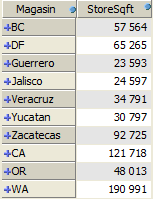 Magasin StoreSqft
BC 57 564
DF 65 265
Guerrero 23 593
Jalisco 24 597
Veracruz 34 791
Yucatan 30 797
Zacatecas 92 725
CA 121 718
OR 48 013
WA 190 991